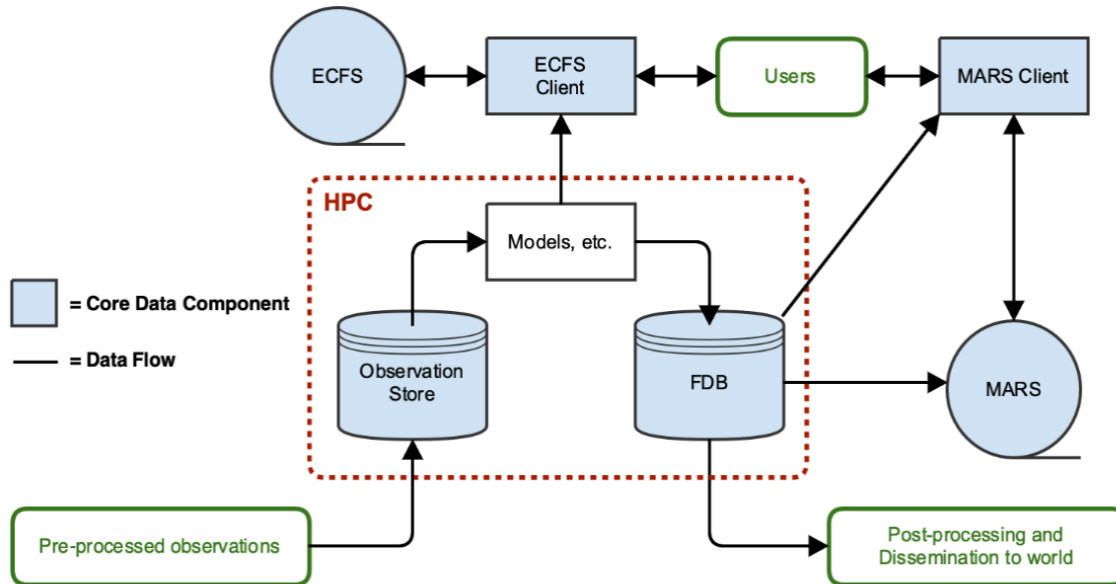 ECFS
ECFS
Client
Users
MARS Client
HPC
Models, etc.
= Core Data Component
= Data Flow
Observation
Store
FDB
MARS
Pre-processed observations
Post-processing and
Dissemination to world